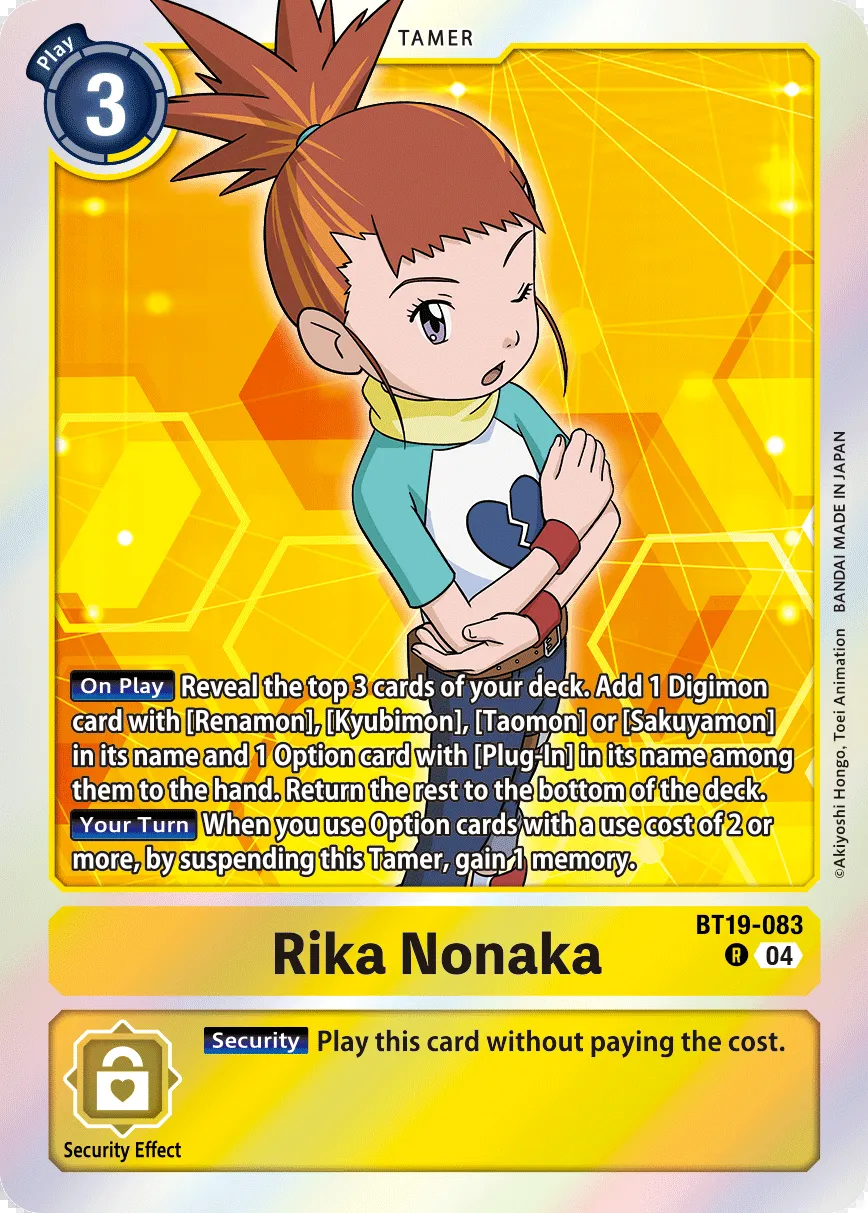 TAMER
Play
3
On Play Reveal the top 3 cards of your deck. Add 1 Digimon
card with [Renamon], [Kyubimon], [Taomon] or [Sakuyamon]
in its name and 1 Option card with [Plug-In] in its name among
them to the hand. Return the rest to the bottom of the deck.
Your Turn When you use Option cards with a use cost of 2 or
more, by suspending this Tamer, gain 1 memory.
©Akiyoshi Hongo, Toei Animation BANDAI MADE IN JAPAN
Rika Nonaka
BT19-083
R 04
Security Play this card without paying the cost.
Security Effect